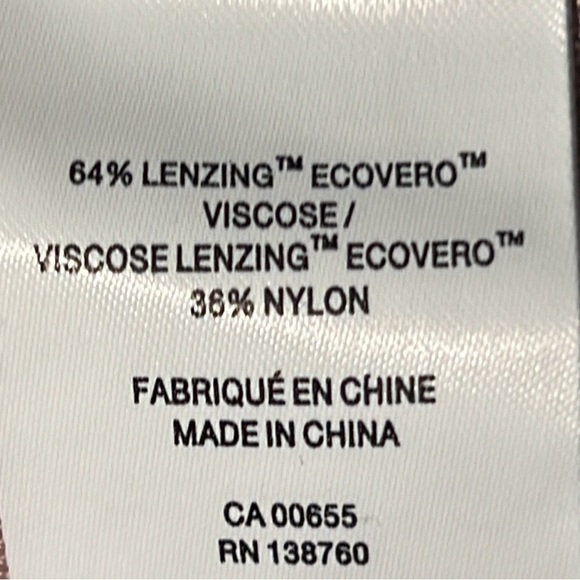 64% LENZING™ ECOVERO™
VISCOSE/
VISCOSE LENZING™ ECOVERO™
36% NYLON
FABRIQUÉ EN CHINE
MADE IN CHINA
CA 00655
RN 138760